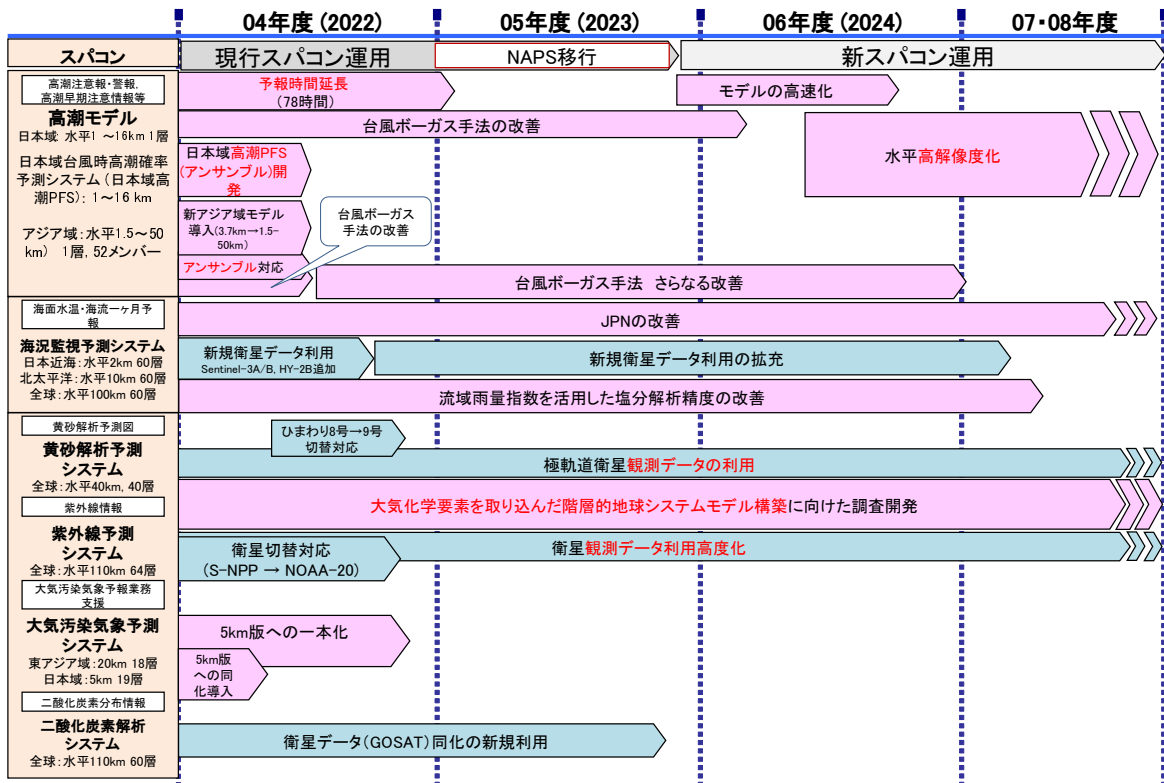 04年度 (2022)
05年度 (2023)
06年度 (2024)
07・08年度
スパコン
現行スパコン運用
NAPS移行
新スパコン運用
高潮注意報・警報,
高潮早期注意情報等
高潮モデル
日本域: 水平1 ～16km 1層
日本域台風時高潮確率
予測システム (日本域高
潮PFS): 1～16 km
アジア域:水平1.5～50
km) 1層, 52メンバー
予報時間延長
(78時間)
モデルの高速化
台風ボーガス手法の改善
水平高解像度化
日本域高潮PFS
(アンサンブル)開
発
新アジア域モデル
導入(3.7km→1.5-
50km)
台風ボーガス
手法の改善
アンサンブル対応
台風ボーガス手法 さらなる改善
海面水温・海流一ヶ月予
報
海況監視予測システム
日本近海:水平2km 60層
北太平洋:水平10km 60層
全球:水平100km 60層
JPNの改善
新規衛星データ利用
Sentinel-3A/B, HY-2B追加
新規衛星データ利用の拡充
流域雨量指数を活用した塩分解析精度の改善
黄砂解析予測図
黄砂解析予測
システム
全球:水平40km, 40層
ひまわり8号→9号
切替対応
極軌道衛星観測データの利用
紫外線情報
大気化学要素を取り込んだ階層的地球システムモデル構築に向けた調査開発
紫外線予測
システム
全球:水平110km 64層
衛星切替対応
(S-NPP → NOAA-20)
衛星観測データ利用高度化
大気汚染気象予報業務
支援
大気汚染気象予測
システム
東アジア域:20km 18層
日本域:5km 19層
5km版への一本化
5km版
への同
化導入
二酸化炭素分布情報
二酸化炭素解析
システム
全球:水平110km 60層
衛星データ(GOSAT)同化の新規利用